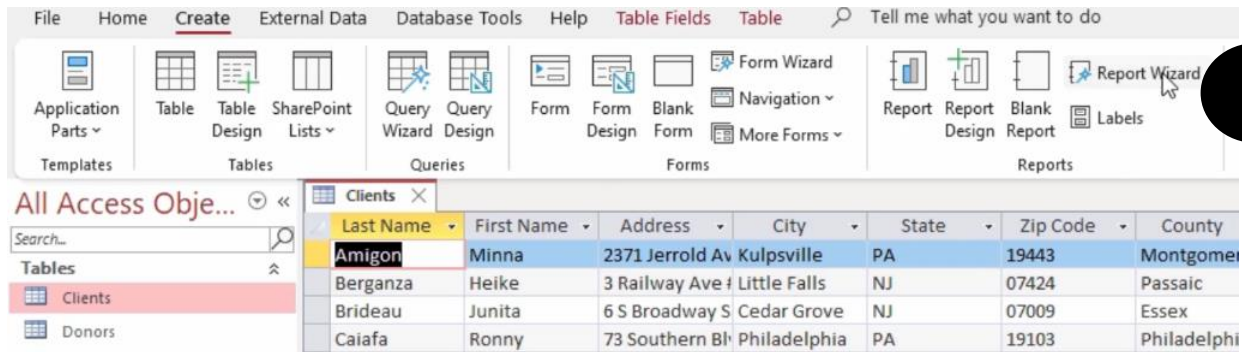 File Home Create External Data Database Tools Help Table Fields Table Tell me what you want to do
Application Parts
Table
Table Design
SharePoint Lists
Templates
Tables
Query Wizard
Query Design
Queries
Form
Form Design
Blank Form
Form Wizard
Navigation
More Forms
Forms
Report
Report Design
Blank Report
Report Wizard
Labels
Reports
All Access Obje...
Search...
Tables
Clients
Donors
Clients
Last Name First Name Address City State Zip Code County
Amigon Minna 2371 Jerrold Av Kulpsville PA 19443 Montgomer
Berganza Heike 3 Railway Ave Little Falls NJ 07424 Passaic
Brideau Junita 6 S Broadway S Cedar Grove NJ 07009 Essex
Caiafa Ronny 73 Southern Bl Philadelphia PA 19103 Philadelphi